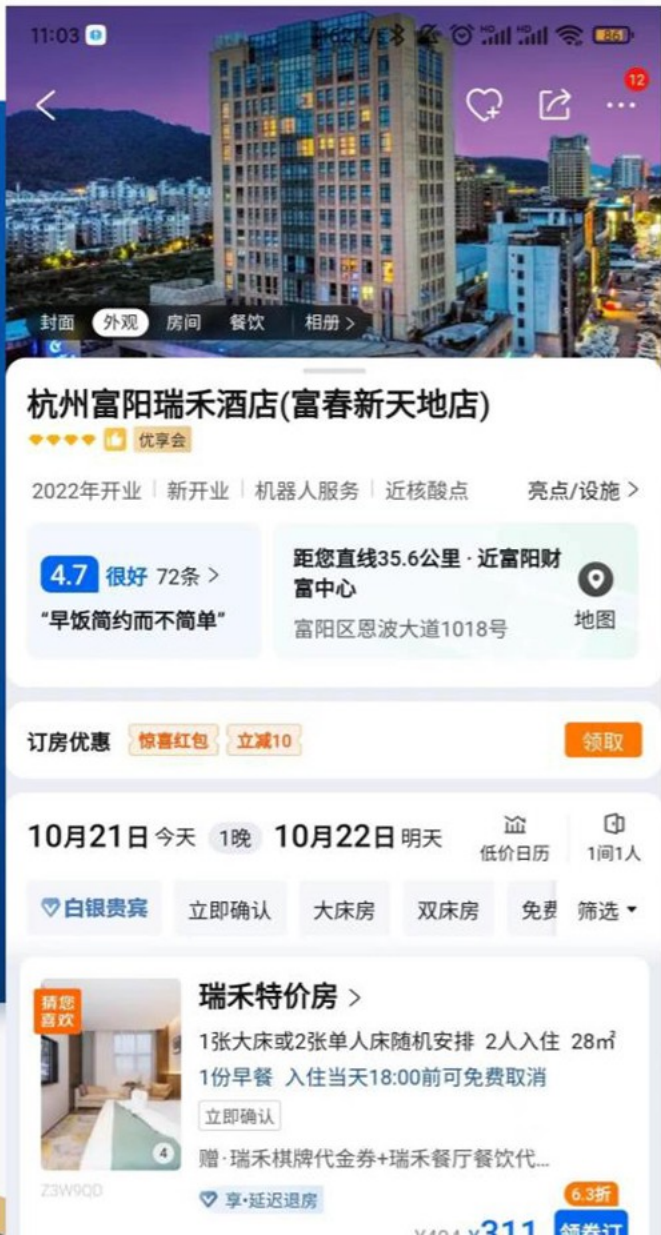 11:03
12
封面 外观 房间 餐饮 相册 >
杭州富阳瑞禾酒店(富春新天地店)
优享会
2022年开业 新开业 机器人服务 近核酸点 亮点/设施 >
4.7 很好 72条 >
“早饭简约而不简单”
距您直线35.6公里 · 近富阳财
富中心
富阳区恩波大道1018号
地图
订房优惠 惊喜红包 立减10 领取
10月21日 今天 1晚 10月22日 明天
低价日历 1间1人
白银贵宾 立即确认 大床房 双床房 免费 筛选
猜您
喜欢
瑞禾特价房 >
1张大床或2张单人床随机安排 2人入住 28㎡
1份早餐 入住当天18:00前可免费取消
立即确认
4
赠·瑞禾棋牌代金券+瑞禾餐厅餐饮代...
Z3W9QD
享·延迟退房
6.3折
¥311 领券订